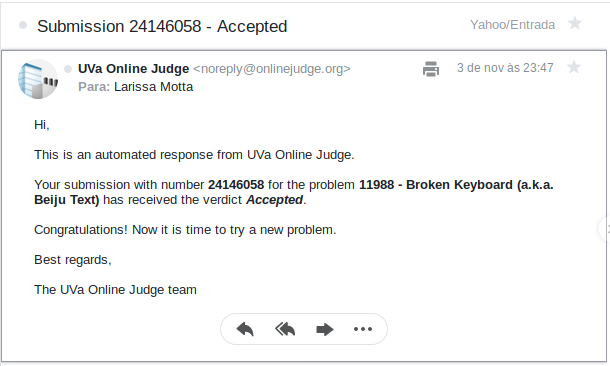 Submission 24146058 - Accepted
Yahoo/Entrada
UVa Online Judge <noreply@onlinejudge.org>
3 de nov às 23:47
Para: Larissa Motta
Hi,
This is an automated response from UVa Online Judge.
Your submission with number 24146058 for the problem 11988 - Broken Keyboard (a.k.a.
Beiju Text) has received the verdict Accepted.
Congratulations! Now it is time to try a new problem.
Best regards,
The UVa Online Judge team